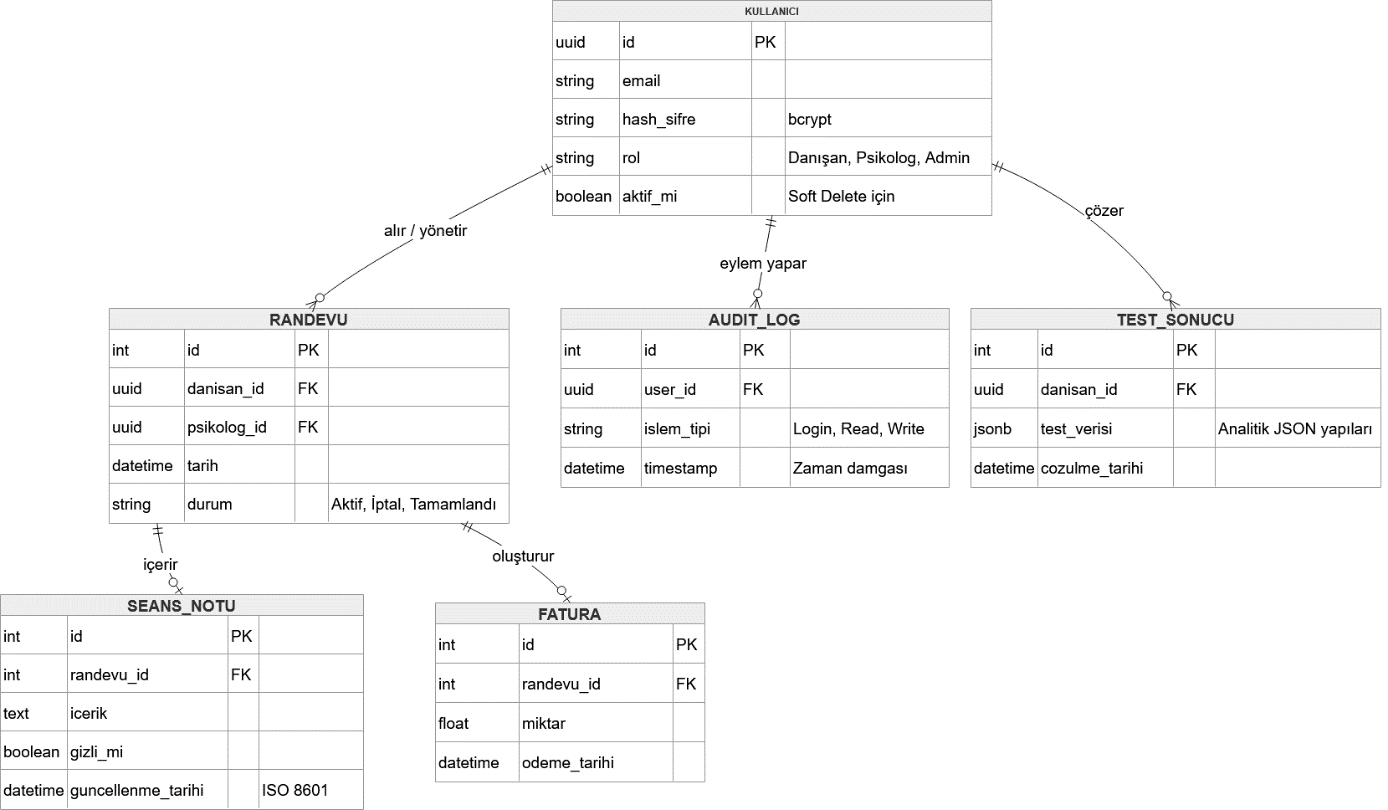 KULLANICI
uuid id PK
string email
string hash_sifre bcrypt
string rol Danışan, Psikolog, Admin
boolean aktif_mi Soft Delete için
alır / yönetir
eylem yapar
çözer
RANDEVU
int id PK
uuid danisan_id FK
uuid psikolog_id FK
datetime tarih
string durum Aktif, İptal, Tamamlandı
AUDIT_LOG
int id PK
uuid user_id FK
string islem_tipi Login, Read, Write
datetime timestamp Zaman damgası
TEST_SONUCU
int id PK
uuid danisan_id FK
jsonb test_verisi Analitik JSON yapıları
datetime cozulme_tarihi
içerir
oluşturur
SEANS_NOTU
int id PK
int randevu_id FK
text icerik
boolean gizli_mi
datetime guncellenme_tarihi ISO 8601
FATURA
int id PK
int randevu_id FK
float miktar
datetime odeme_tarihi